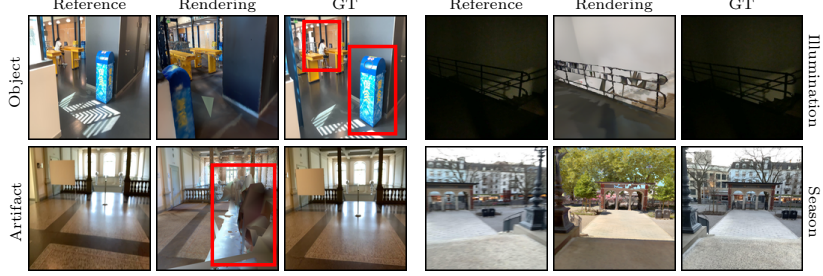 Reference Rendering GT Reference Rendering GT
Object
Illumination
Artifact
Season